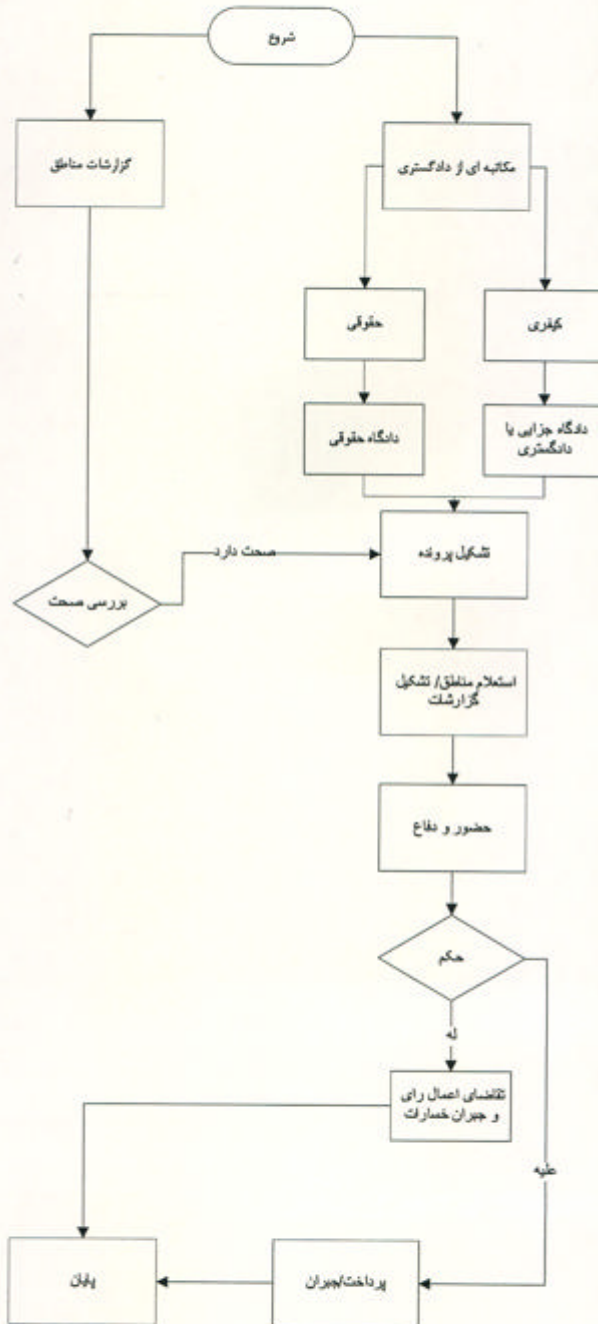 شروع
گزارشات مناطق
مکاتبه ای از دادگستری
حقوقی
کیفری
دادگاه حقوقی
دادگاه جزایی یا
دادگستری
تشکیل پرونده
صحت دارد
بررسی صحت
استعلام مناطق/ تشکیل
گزارشات
حضور و دفاع
حکم
له
تقاضای اعمال رای
و جبران خسارات
علیه
پرداخت/جبران
پایان